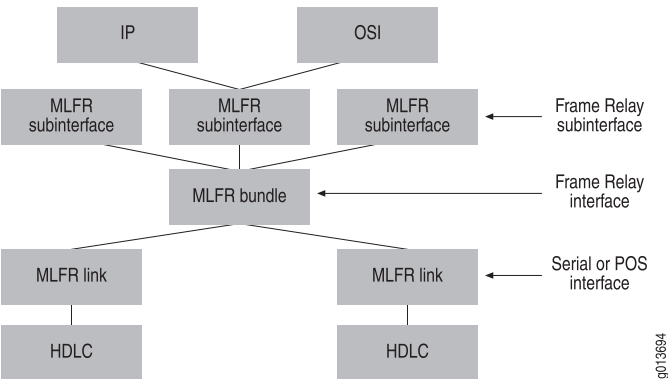 IP
OSI
MLFR
subinterface
MLFR
subinterface
MLFR
subinterface
Frame Relay
subinterface
MLFR bundle
Frame Relay
interface
MLFR link
MLFR link
Serial or POS
interface
HDLC
HDLC
g013694